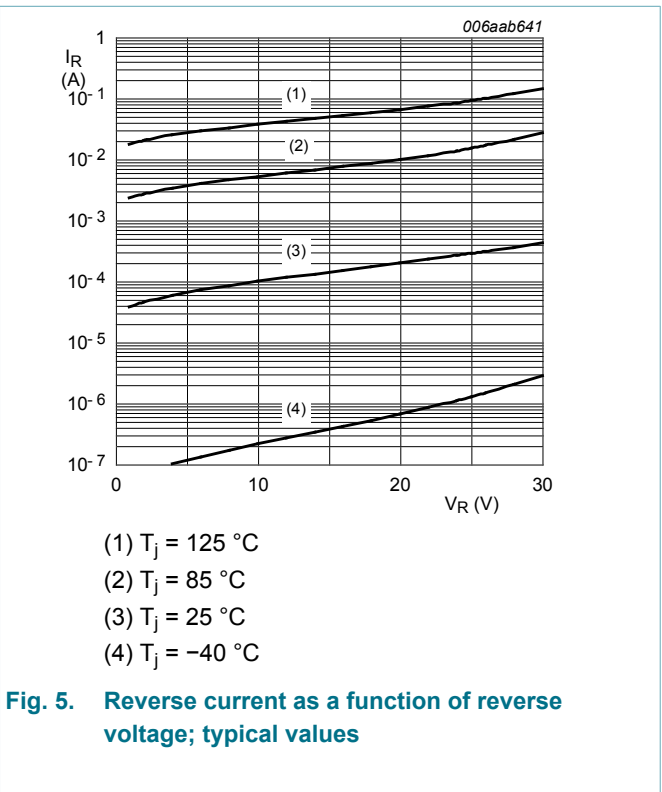 006aab641
1
I_R
(A)
10-1
(1)
(2)
10-2
10-3
(3)
10-4
10-5
10-6
(4)
10-7
0 10 20 30
V_R (V)
(1) T_j = 125 °C
(2) T_j = 85 °C
(3) T_j = 25 °C
(4) T_j = −40 °C
Fig. 5. Reverse current as a function of reverse
voltage; typical values